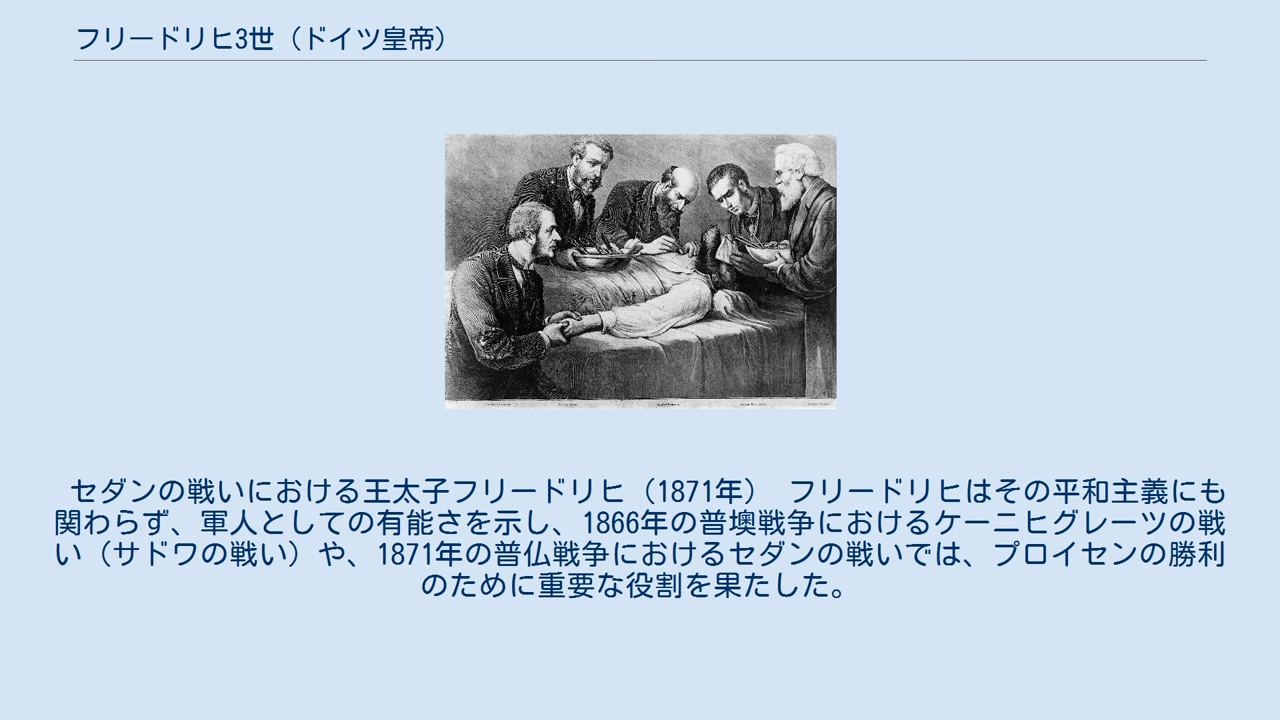 フリードリヒ3世（ドイツ皇帝）
セダンの戦いにおける王太子フリードリヒ（1871年） フリードリヒはその平和主義にも
関わらず、軍人としての有能さを示し、1866年の普墺戦争におけるケーニヒグレーツの戦
い（サドワの戦い）や、1871年の普仏戦争におけるセダンの戦いでは、プロイセンの勝利
のために重要な役割を果たした。